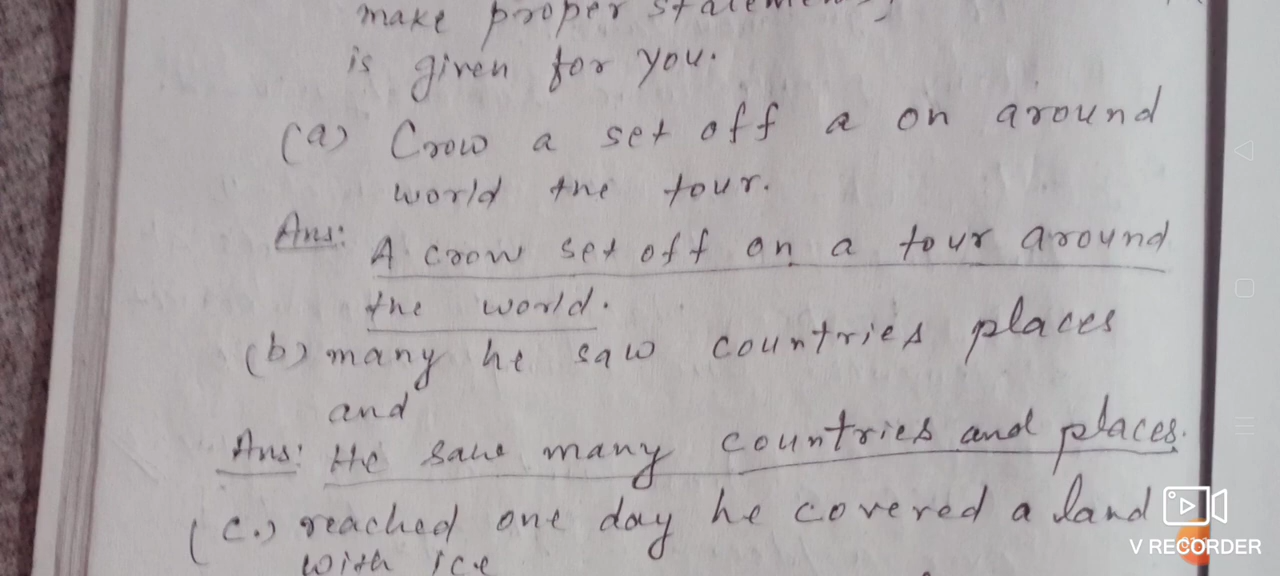 make proper statement,
is given for you.
(a) Crow a set off a on around
world the tour.
Ans: A crow set off on a tour around
the world.
(b) many he saw countries places
and
Ans: He saw many countries and places.
(c.) reached one day he covered a land
with ice
V RECORDER